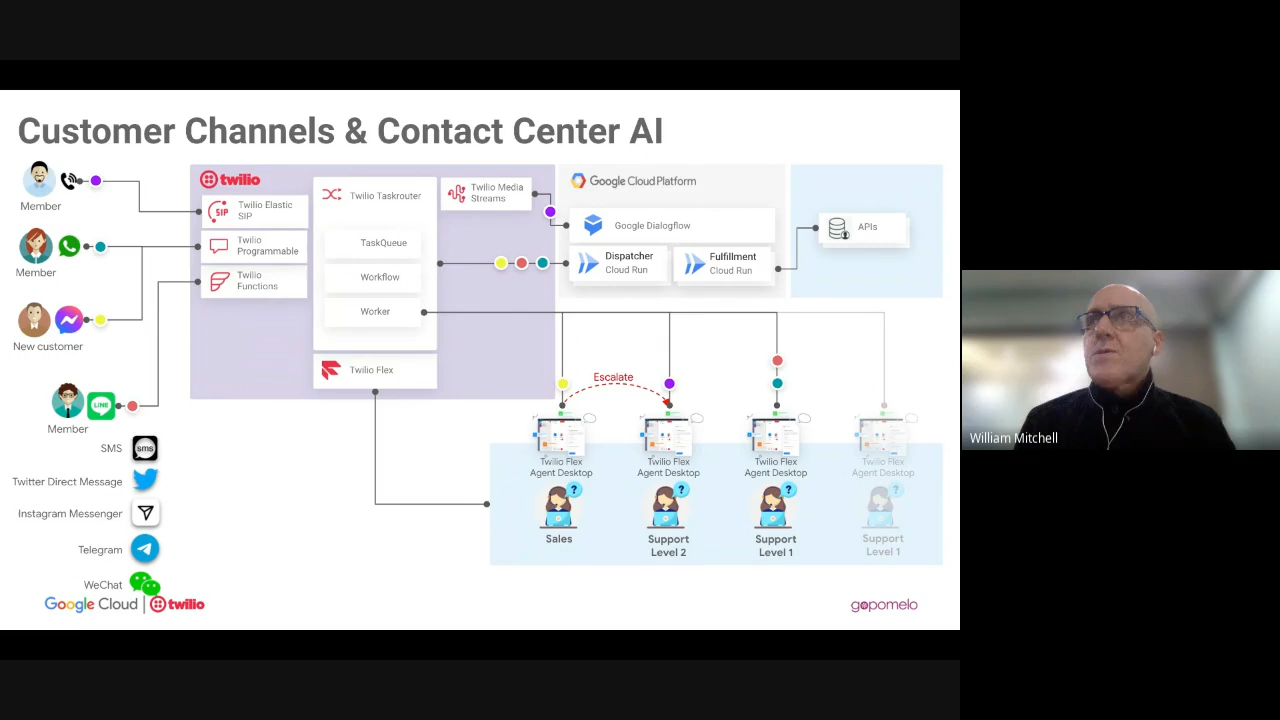 Customer Channels & Contact Center AI
Member
Member
New customer
Member
SMS
sms
Twitter Direct Message
Instagram Messenger
Telegram
WeChat
LINE
Google Cloud
twilio
twilio
SIP
Twilio Elastic
SIP
Twilio
Programmable
Twilio
Functions
Twilio Taskrouter
TaskQueue
Workflow
Worker
Twilio Flex
Twilio Media
Streams
Google Cloud Platform
Google Dialogflow
Dispatcher
Cloud Run
Fulfillment
Cloud Run
APIs
Escalate
Twilio Flex
Agent Desktop
Sales
Twilio Flex
Agent Desktop
Support
Level 2
Twilio Flex
Agent Desktop
Support
Level 1
Twilio Flex
Agent Desktop
Support
Level 1
gopomelo
William Mitchell